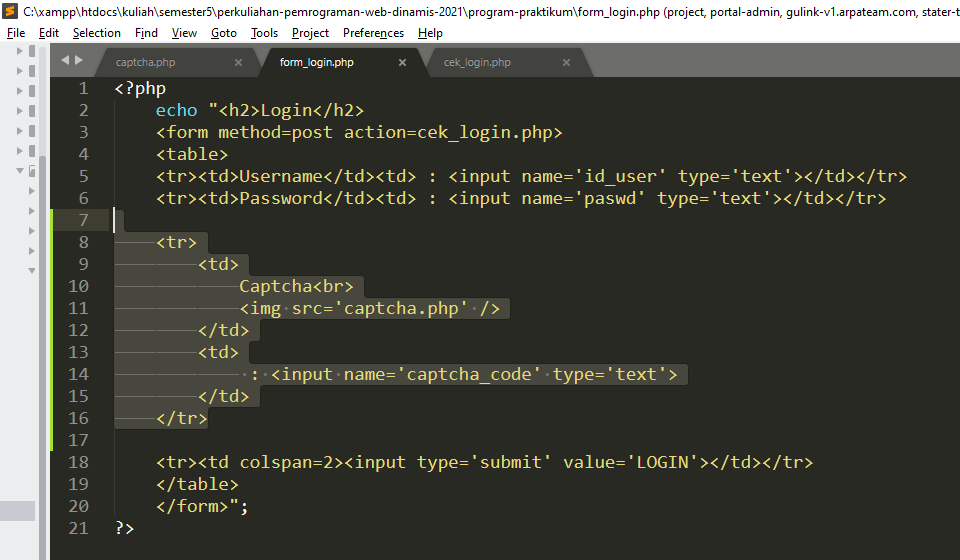 C:\xampp\htdocs\kuliah\semester5\perkuliahan-pemrograman-web-dinamis-2021\program-praktikum\form_login.php (project, portal-admin, gulink-v1.arpateam.com, stater-t
File Edit Selection Find View Goto Tools Project Preferences Help
captcha.php × form_login.php × cek_login.php ×
1 <?php
2 echo "<h2>Login</h2>
3 <form method=post action=cek_login.php>
4 <table>
5 <tr><td>Username</td><td> : <input name='id_user' type='text'></td></tr>
6 <tr><td>Password</td><td> : <input name='paswd' type='text'></td></tr>
7
8 <tr>
9 <td>
10 Captcha<br>
11 <img src='captcha.php' />
12 </td>
13 <td>
14 : <input name='captcha_code' type='text'>
15 </td>
16 </tr>
17
18 <tr><td colspan=2><input type='submit' value='LOGIN'></td></tr>
19 </table>
20 </form>";
21 ?>